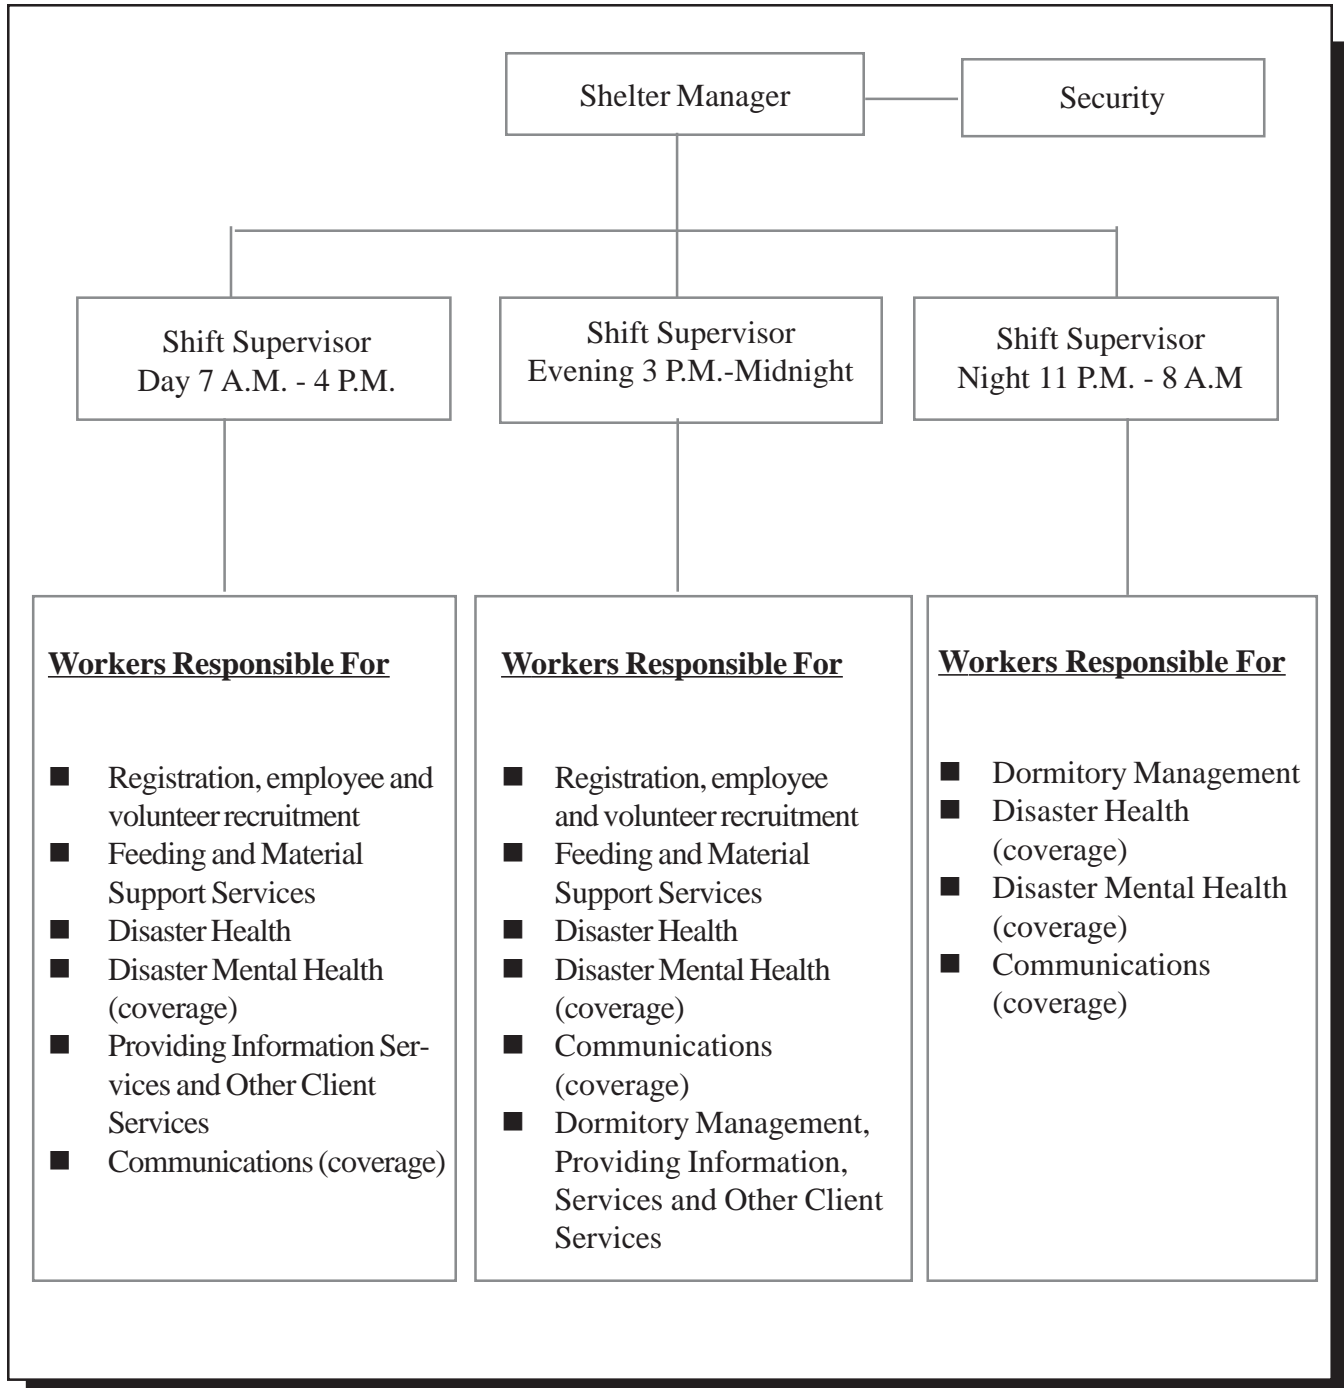 Shelter Manager
Security
Shift Supervisor
Day 7 A.M. - 4 P.M.
Shift Supervisor
Evening 3 P.M.-Midnight
Shift Supervisor
Night 11 P.M. - 8 A.M
Workers Responsible For
■ Registration, employee and
volunteer recruitment
■ Feeding and Material
Support Services
■ Disaster Health
■ Disaster Mental Health
(coverage)
■ Providing Information Ser-
vices and Other Client
Services
■ Communications (coverage)
Workers Responsible For
■ Registration, employee
and volunteer recruitment
■ Feeding and Material
Support Services
■ Disaster Health
■ Disaster Mental Health
(coverage)
■ Communications
(coverage)
■ Dormitory Management,
Providing Information,
Services and Other Client
Services
Workers Responsible For
■ Dormitory Management
■ Disaster Health
(coverage)
■ Disaster Mental Health
(coverage)
■ Communications
(coverage)